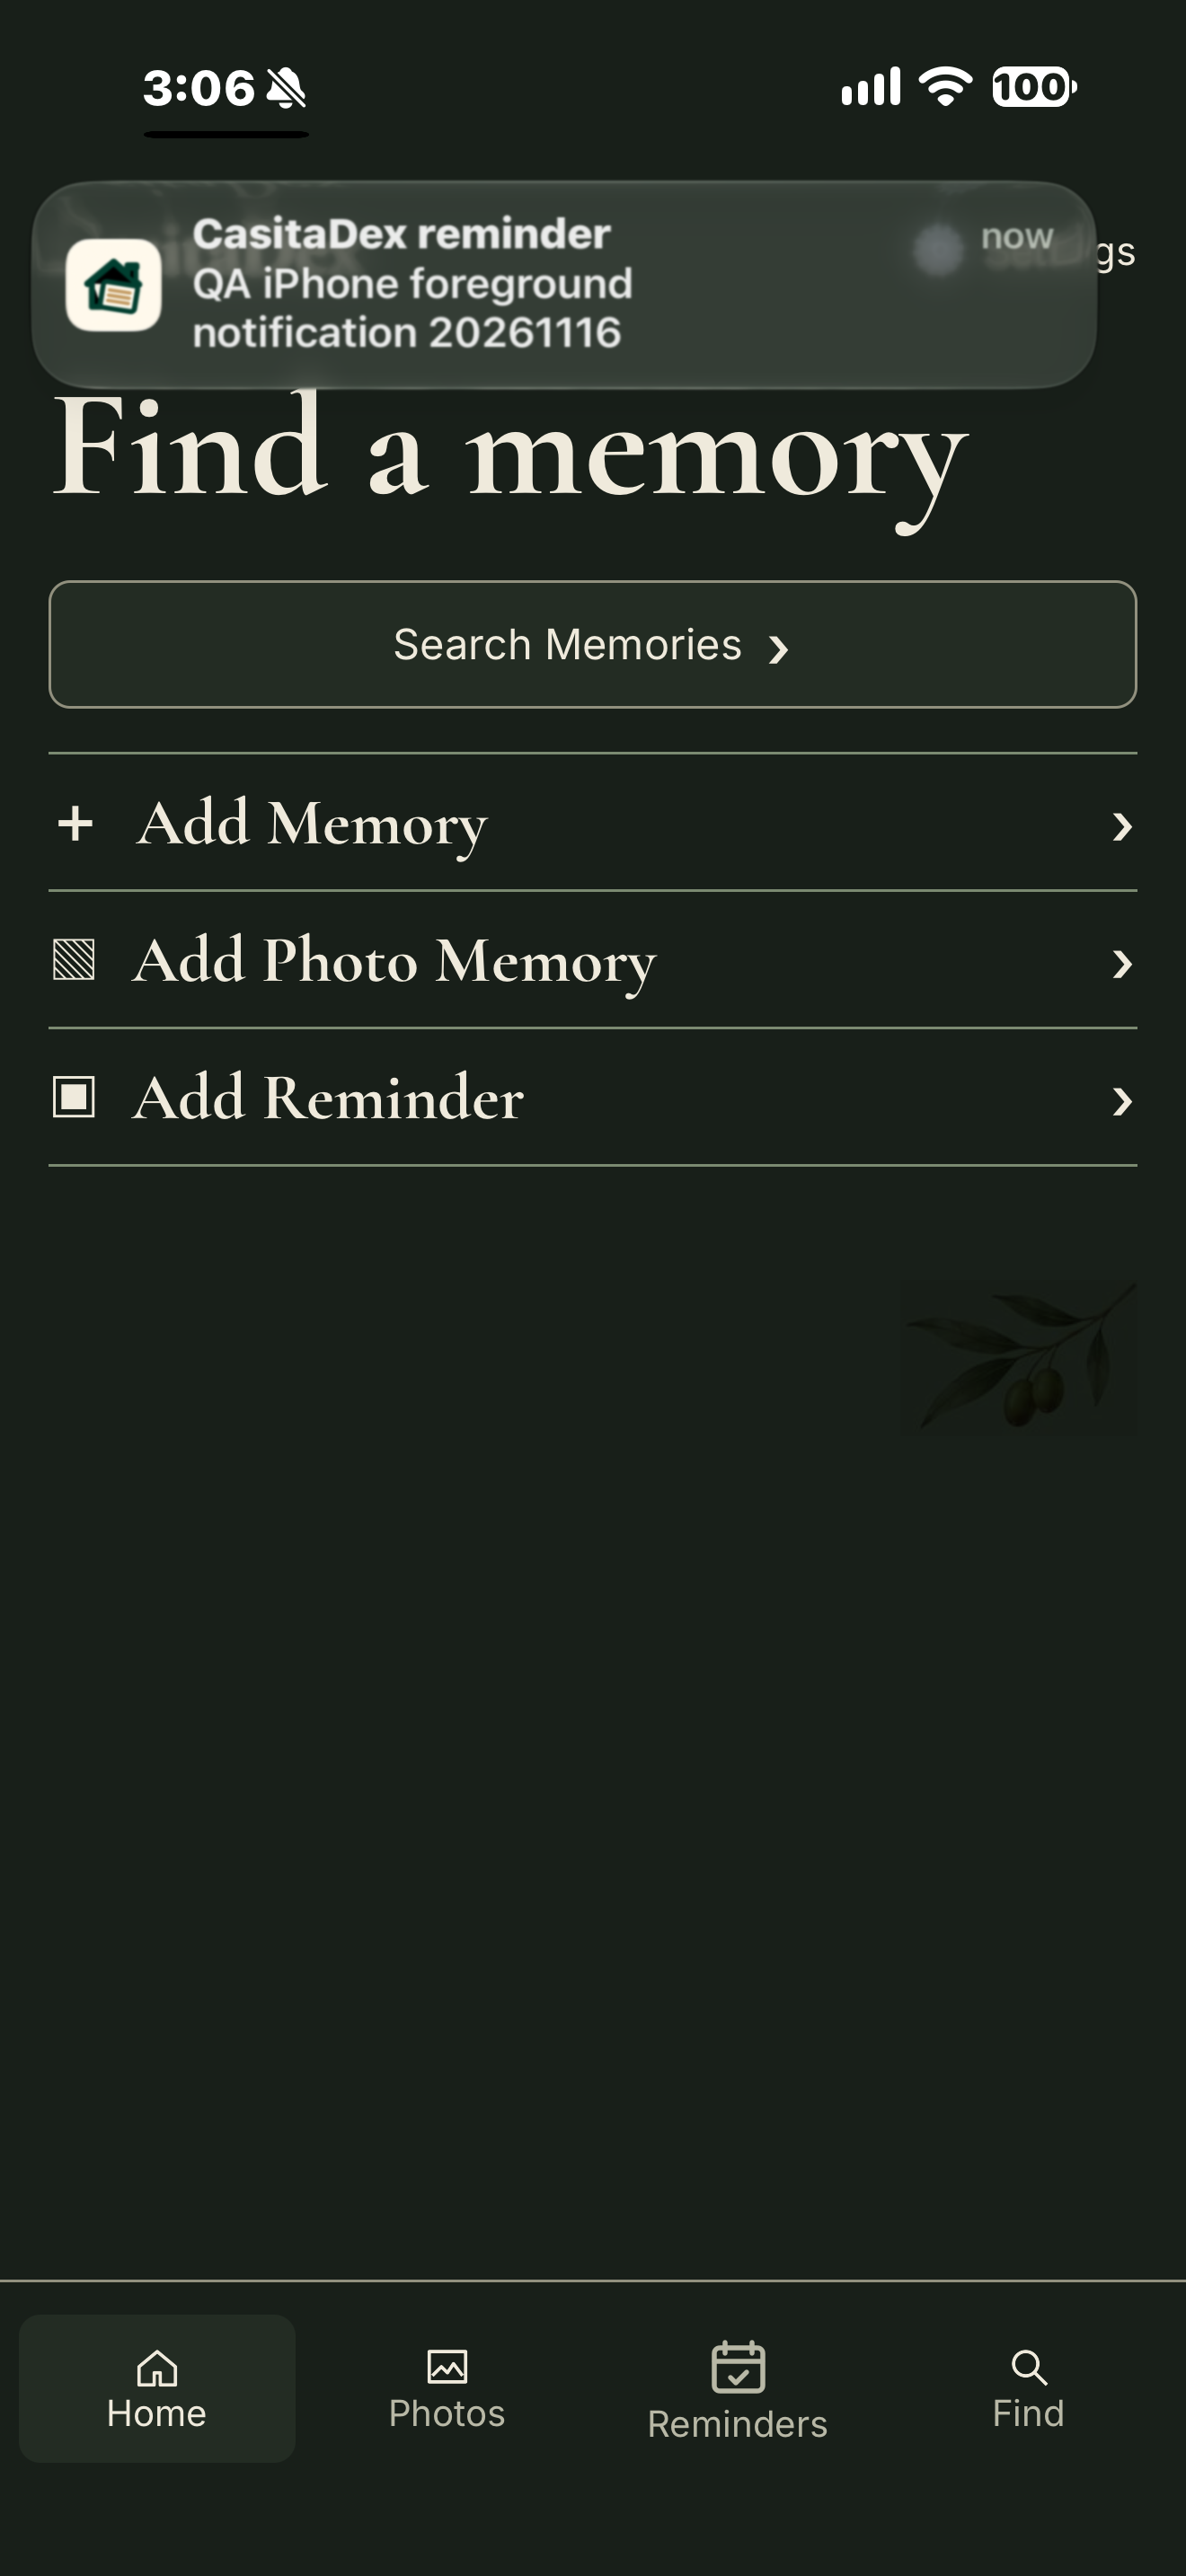 3:06
100
CasitaDex reminder
now
QA iPhone foreground
notification 20261116
gs
Find a memory
Search Memories ›
+ Add Memory ›
▧ Add Photo Memory ›
▣ Add Reminder ›
Home
Photos
Reminders
Find